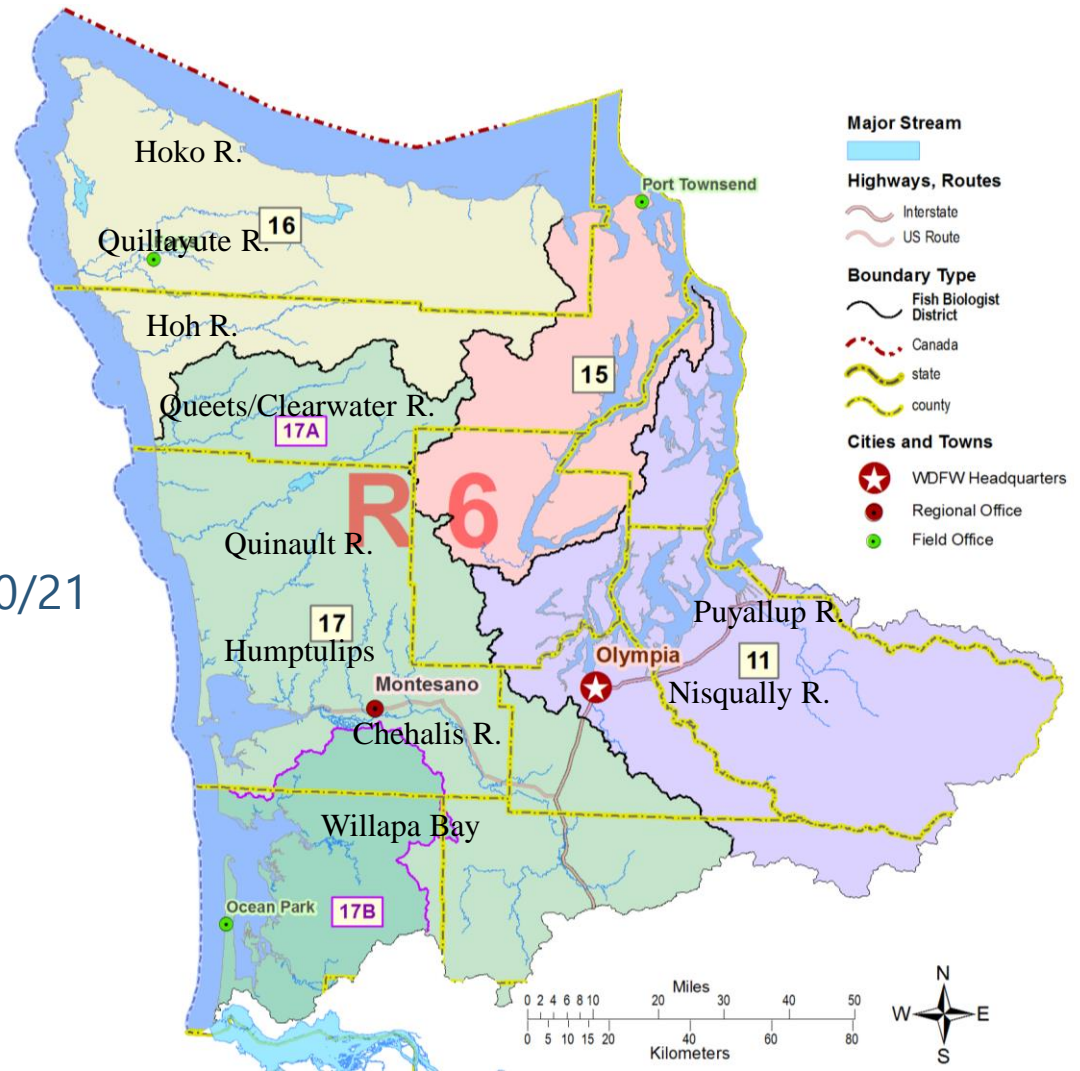 Hoko R.
16
Quillayute R.
Hoh R.
Port Townsend
15
Queets/Clearwater R.
17A
R 6
Quinault R.
0/21
17
Humptulips
Montesano
Chehalis R.
Olympia
Puyallup R.
11
Nisqually R.
Willapa Bay
Ocean Park
17B
Major Stream
Highways, Routes
Interstate
US Route
Boundary Type
Fish Biologist
District
Canada
state
county
Cities and Towns
WDFW Headquarters
Regional Office
Field Office
Miles
0 2 4 6 8 10 20 30 40 50
0 5 10 15 20 40 60 80
Kilometers
N
W E
S